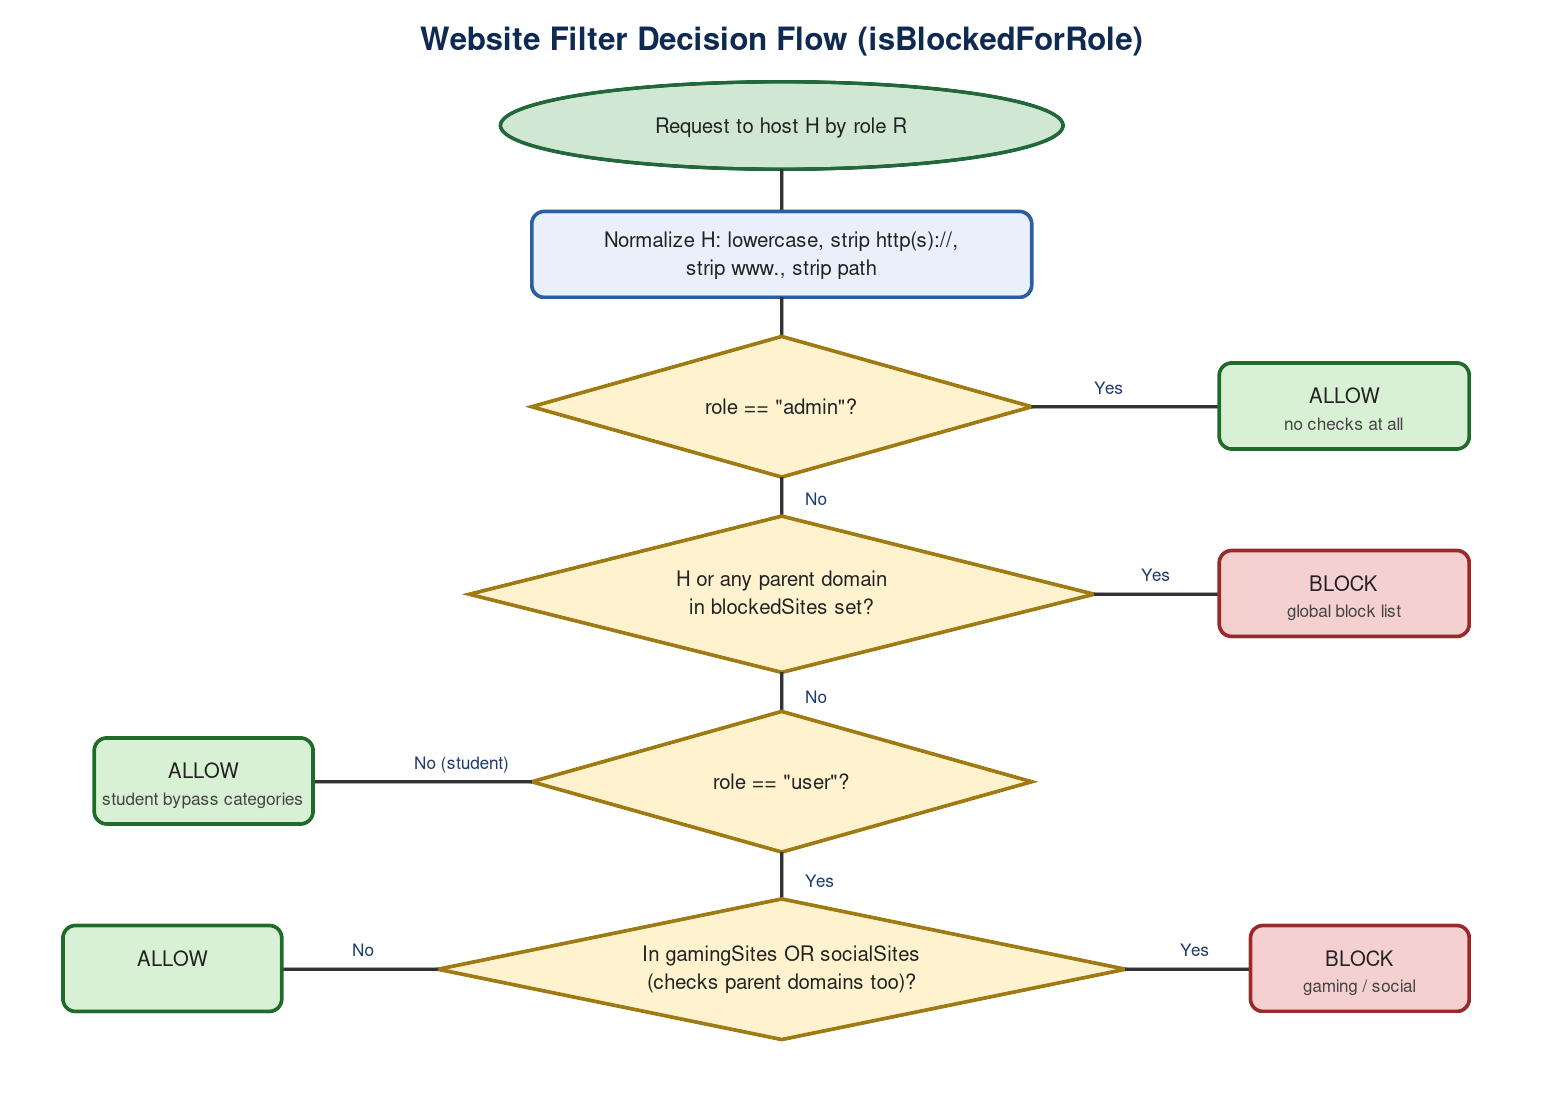 Website Filter Decision Flow (isBlockedForRole)
Request to host H by role R
Normalize H: lowercase, strip http(s)://,
strip www., strip path
role == "admin"?
Yes
ALLOW
no checks at all
No
H or any parent domain
in blockedSites set?
Yes
BLOCK
global block list
No
role == "user"?
No (student)
ALLOW
student bypass categories
Yes
In gamingSites OR socialSites
(checks parent domains too)?
No
ALLOW
Yes
BLOCK
gaming / social